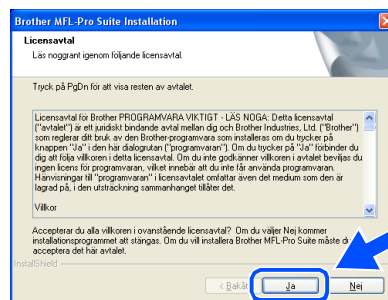 Brother MFL-Pro Suite Installation
Licensavtal
Läs noggrant igenom följande licensavtal.
Tryck på PgDn för att visa resten av avtalet.
Licensavtal för Brother PROGRAMVARA VIKTIGT - LÄS NOGA: Detta licensavtal
("avtalet") är ett juridiskt bindande avtal mellan dig och Brother Industries, Ltd. ("Brother")
som reglerar ditt bruk av den Brother-programvara som installeras om du trycker på
knappen "Ja" i den här dialogrutan ("programvaran"). Om du trycker på "Ja" förbinder du
dig att följa villkoren i detta licensavtal. Om du inte godkänner villkoren i avtalet beviljas du
ingen licens för programvaran, vilket innebär att du inte får använda programvaran.
Hänvisningar till "programvaran" i licensavtalet omfattar även det medium som den är
lagrad på, i den utsträckning sammanhanget tillåter det.
Villkor
Accepterar du alla villkoren i ovanstående licensavtal? Om du väljer Nej kommer
installationsprogrammet att stängas. Om du vill installera Brother MFL-Pro Suite måste du
acceptera det här avtalet.
InstallShield
< Bakåt Ja Nej